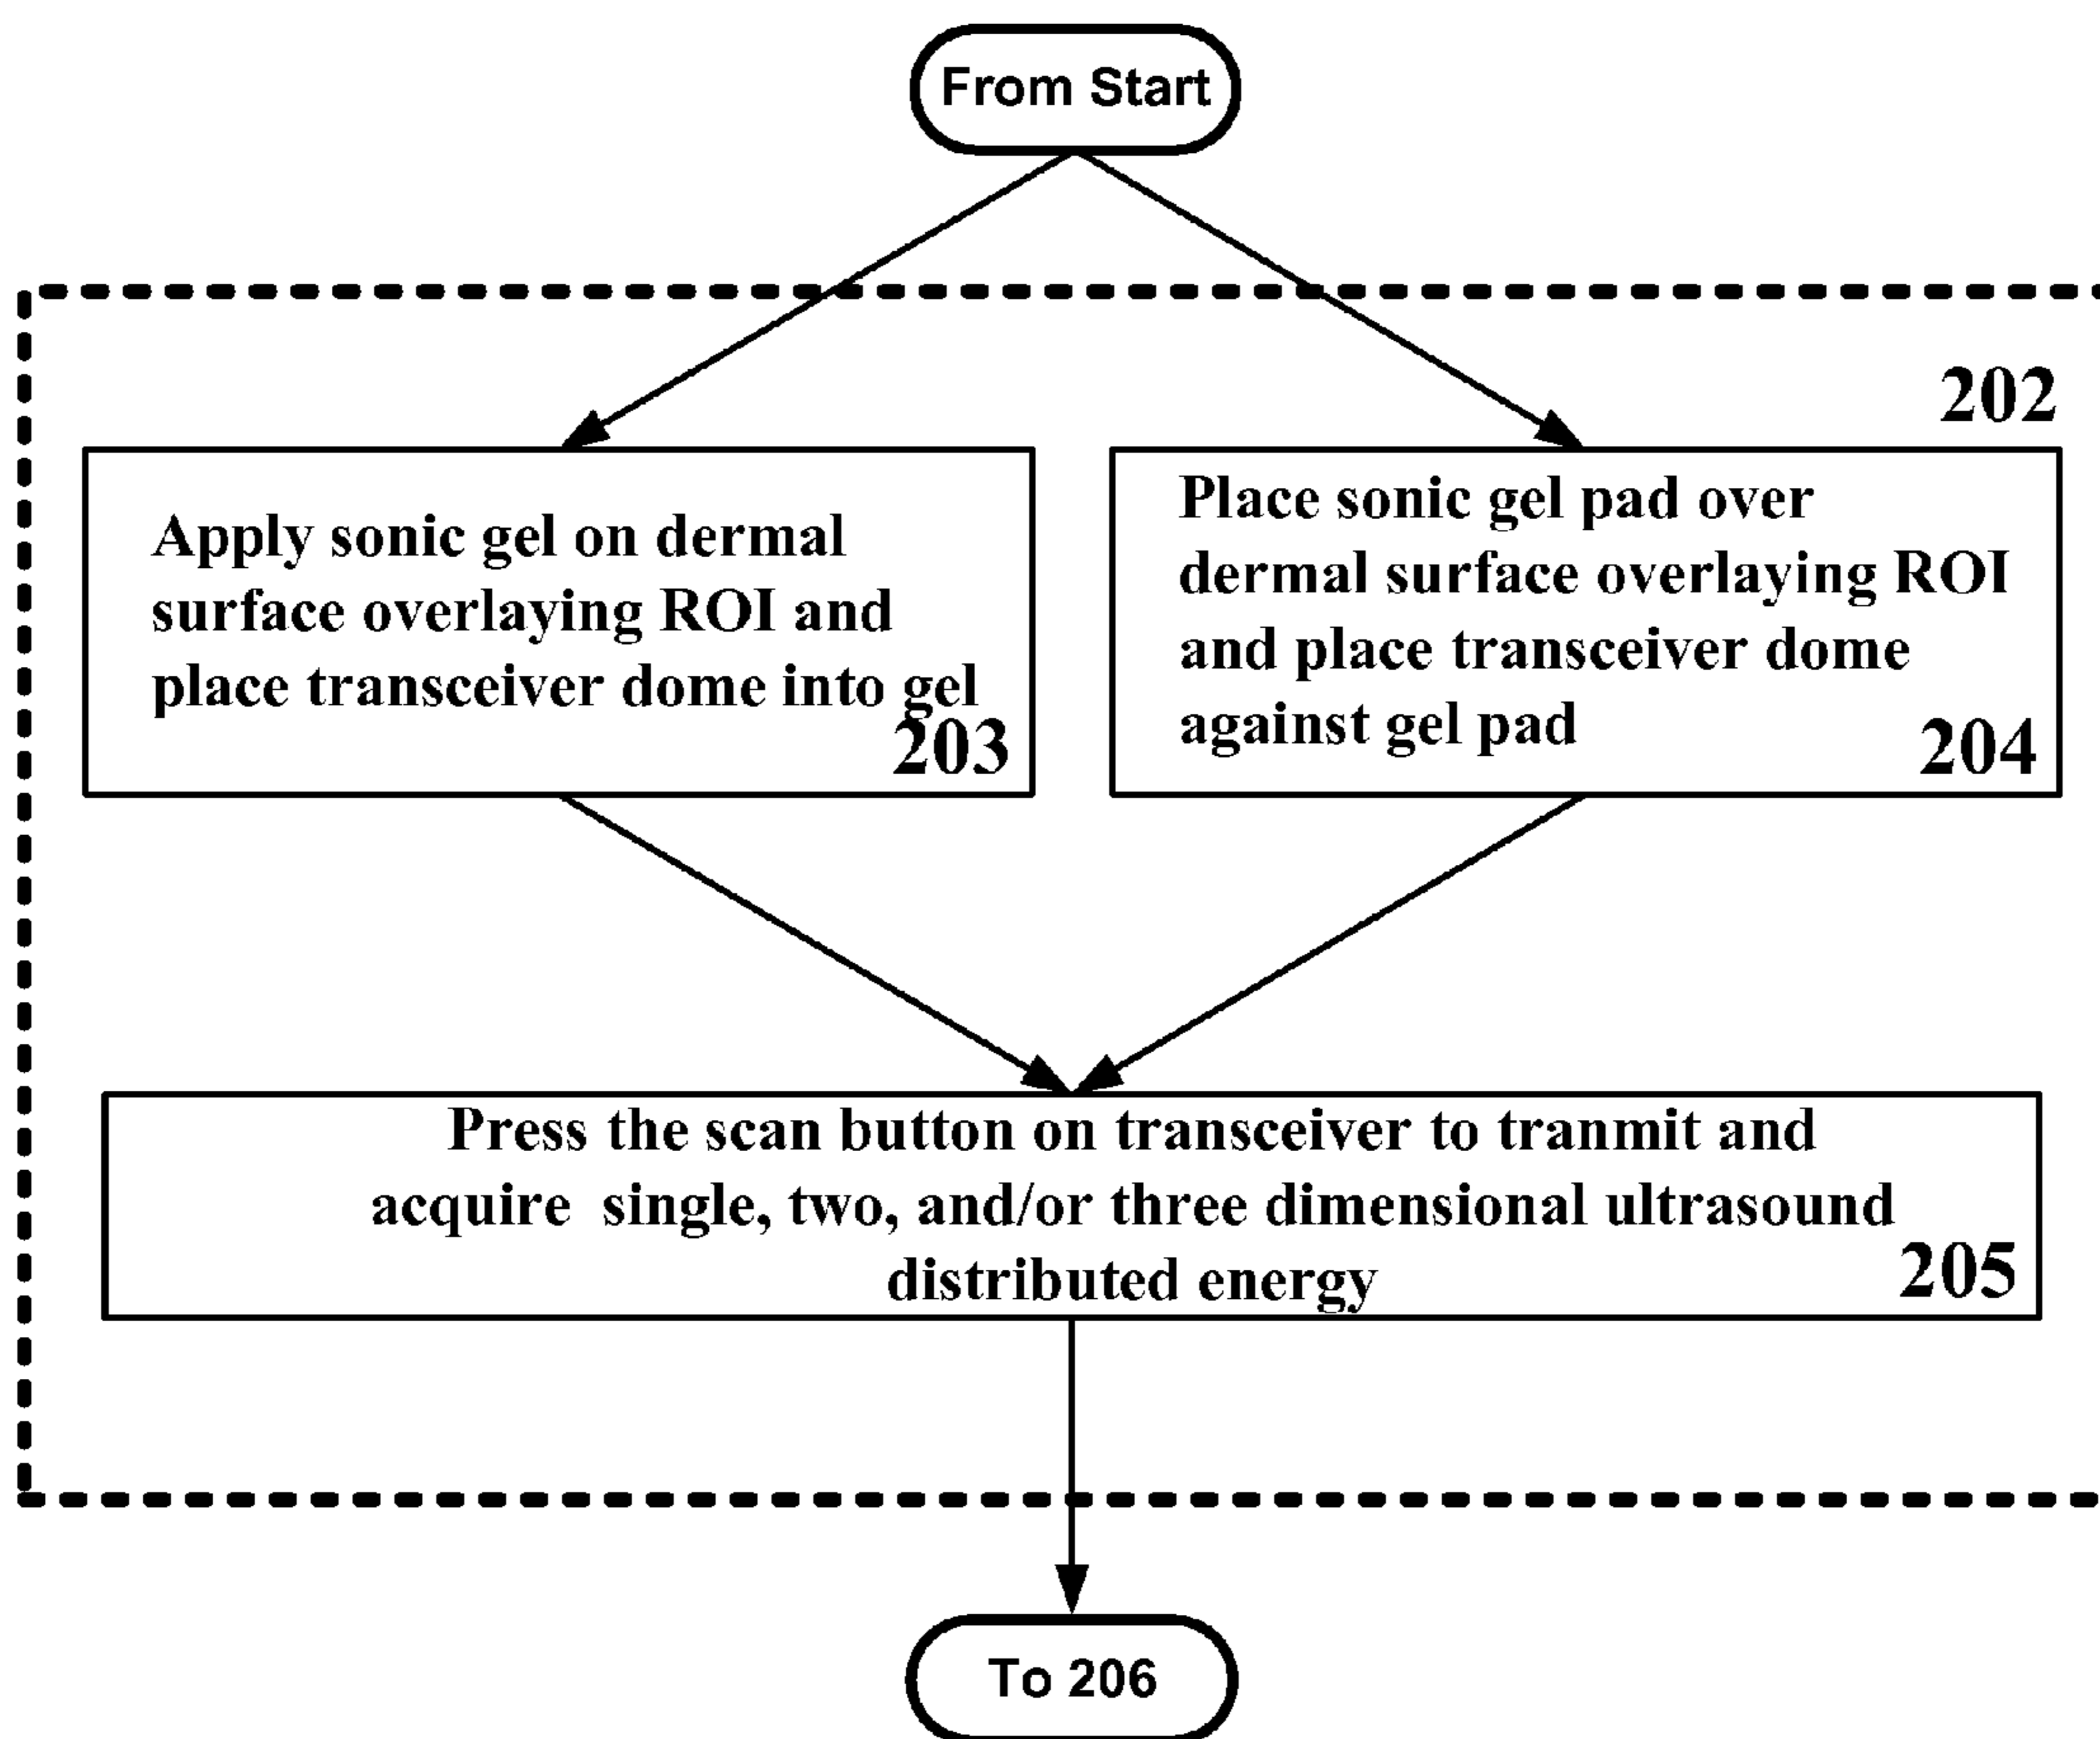 From Start
202
Apply sonic gel on dermal
surface overlaying ROI and
place transceiver dome into gel
203
Place sonic gel pad over
dermal surface overlaying ROI
and place transceiver dome
against gel pad
204
Press the scan button on transceiver to tranmit and
acquire single, two, and/or three dimensional ultrasound
distributed energy
205
To 206